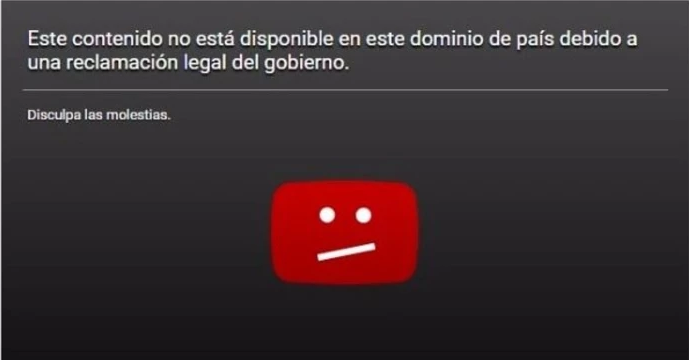 Este contenido no está disponible en este dominio de país debido a
una reclamación legal del gobierno.
Disculpa las molestias.